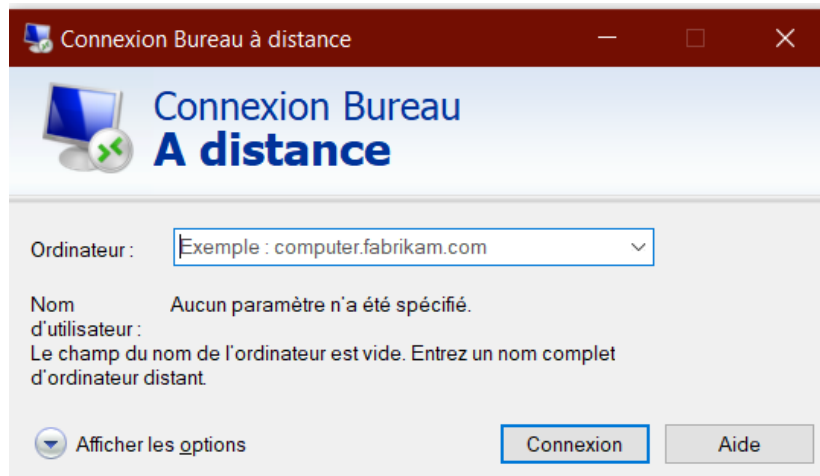 Connexion Bureau à distance
Connexion Bureau
A distance
Ordinateur :
Exemple : computer.fabrikam.com
Nom d'utilisateur :
Aucun paramètre n'a été spécifié.
Le champ du nom de l'ordinateur est vide. Entrez un nom complet
d'ordinateur distant.
Afficher les options
Connexion
Aide